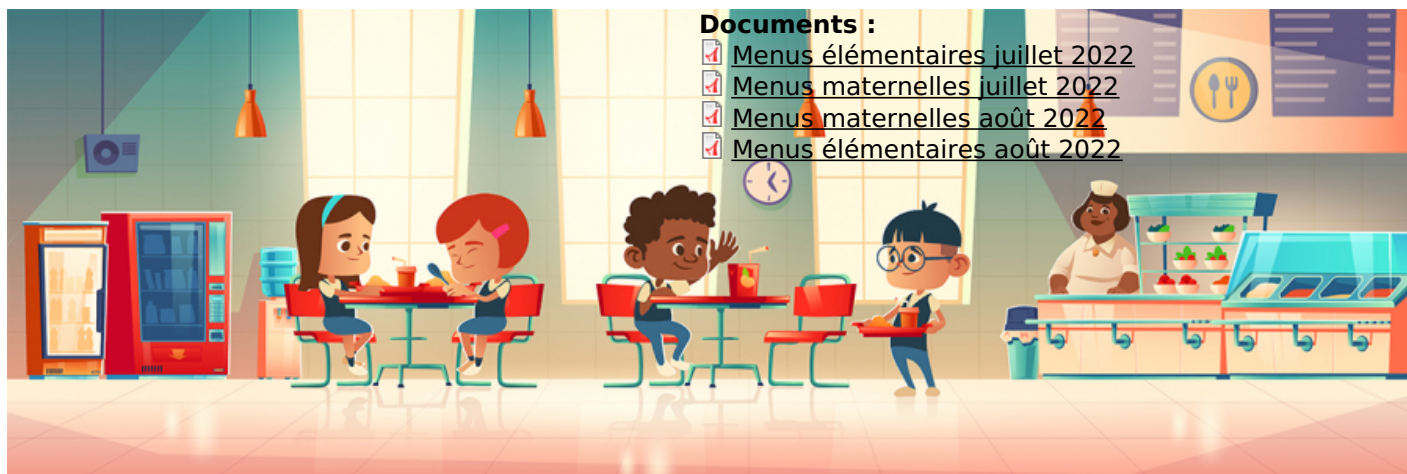 Documents :
Menus élémentaires juillet 2022
Menus maternelles juillet 2022
Menus maternelles août 2022
Menus élémentaires août 2022